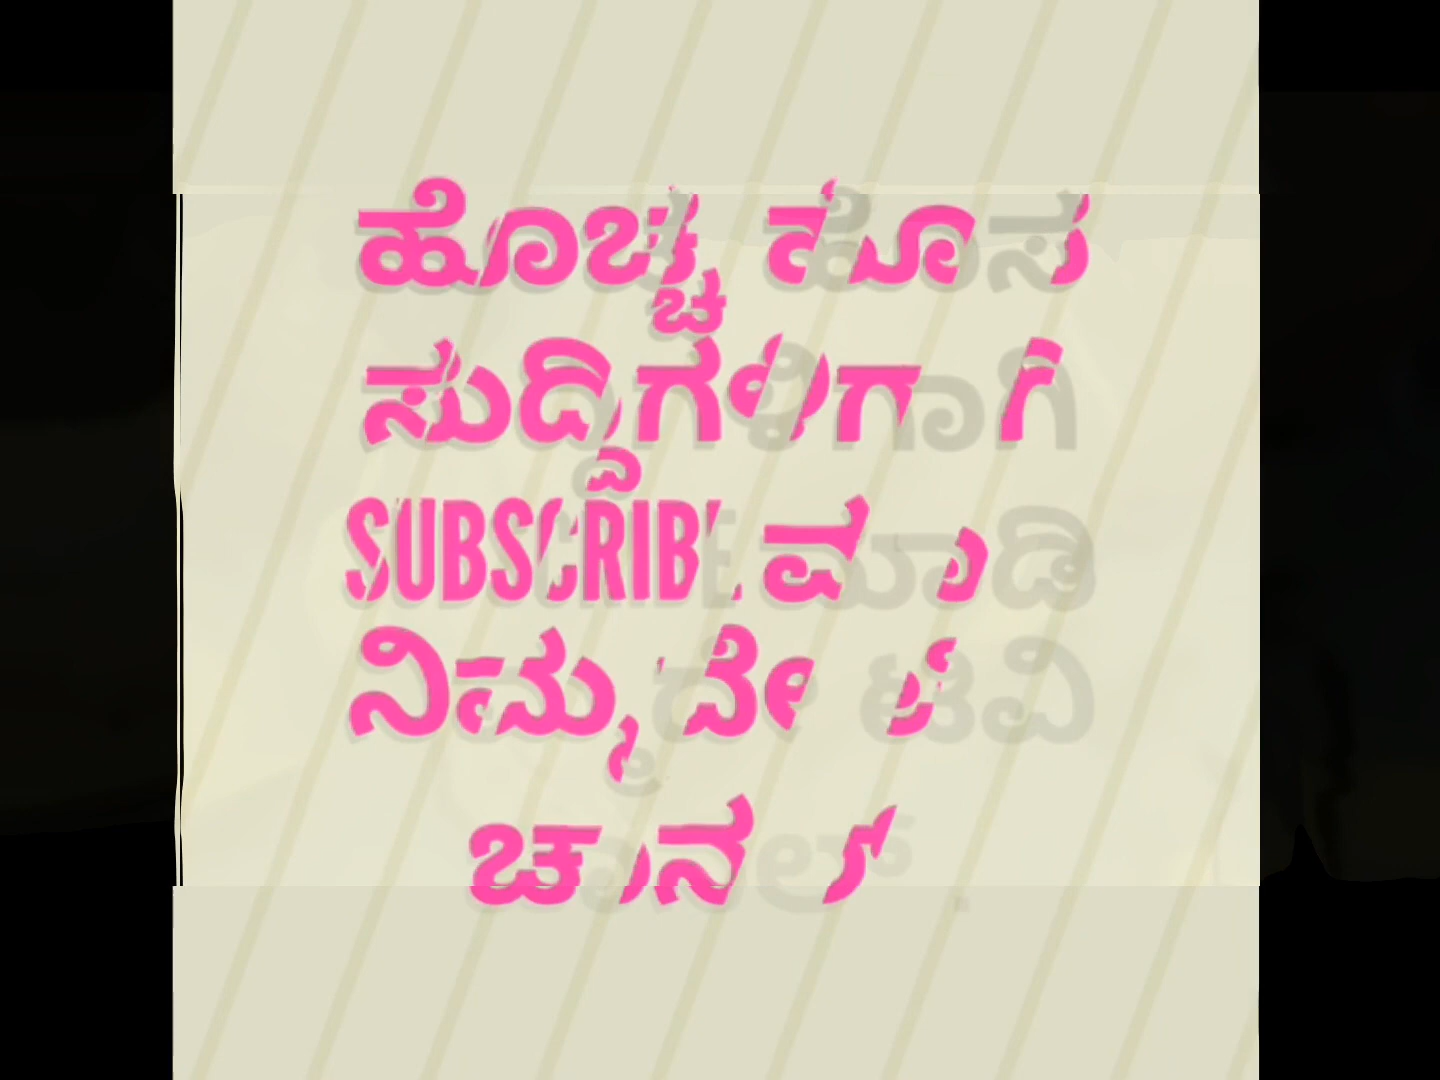 ಹೊಚ್ಚ ಹೊಸ
ಸುದ್ದಿಗಳಿಗಾಗಿ
SUBSCRIBE ಮಾಡಿ
ನಿಮ್ಮದೇ ಟಿವಿ
ಚಾನಲ್ .